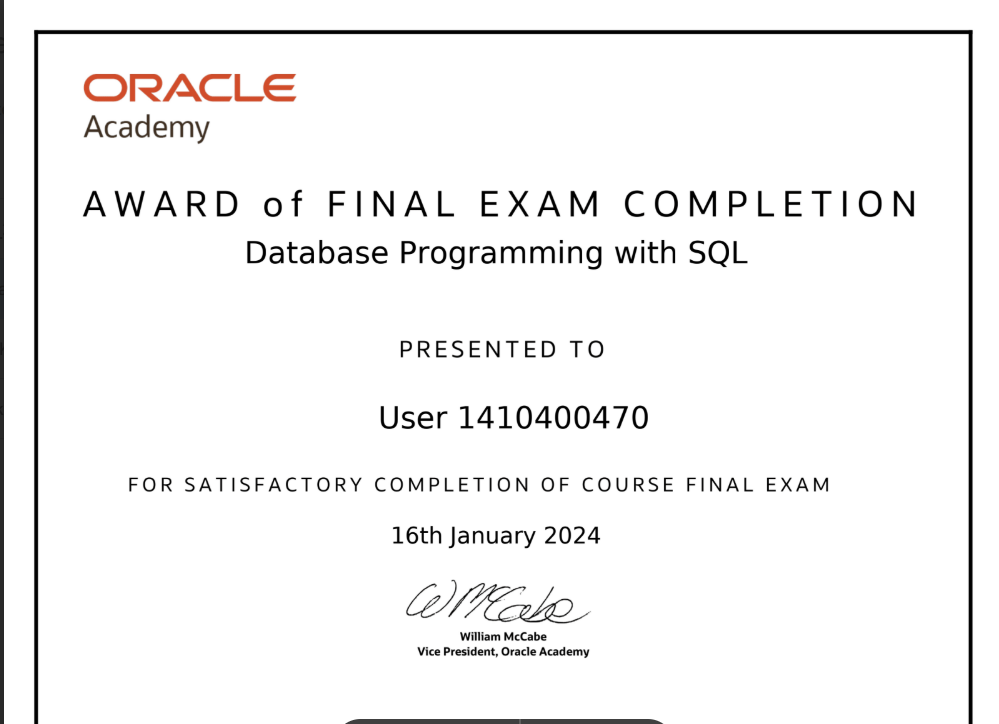 ORACLE
Academy
AWARD of FINAL EXAM COMPLETION
Database Programming with SQL
PRESENTED TO
User 1410400470
FOR SATISFACTORY COMPLETION OF COURSE FINAL EXAM
16th January 2024
W McCabe
William McCabe
Vice President, Oracle Academy